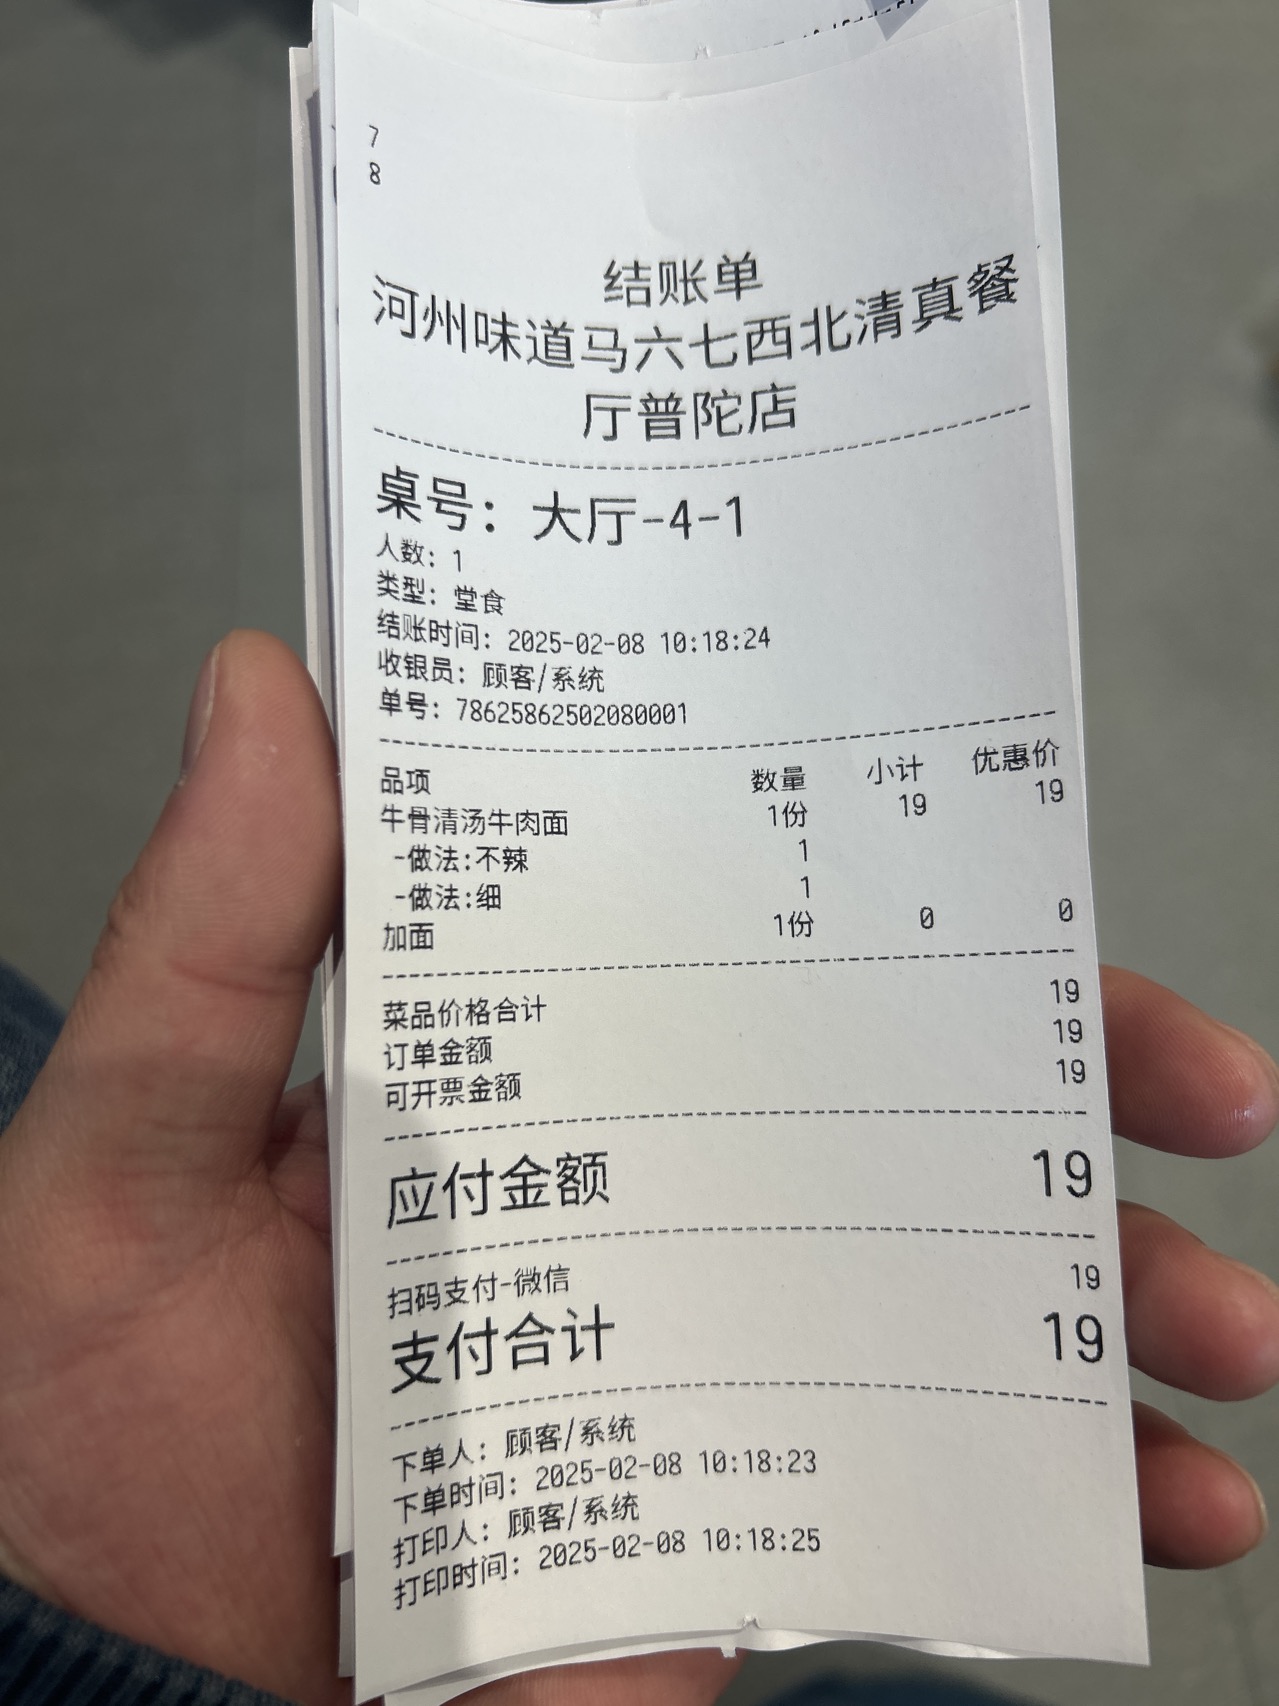 7
8
结账单
河州味道马六七西北清真餐
厅普陀店
桌号：大厅-4-1
人数：1
类型：堂食
结账时间：2025-02-08 10:18:24
收银员：顾客/系统
单号：78625862502080001
品项 数量 小计 优惠价
牛骨清汤牛肉面 1份 19 19
-做法:不辣 1
-做法:细 1
加面 1份 0 0
菜品价格合计 19
订单金额 19
可开票金额 19
应付金额 19
扫码支付-微信 19
支付合计 19
下单人：顾客/系统
下单时间：2025-02-08 10:18:23
打印人：顾客/系统
打印时间：2025-02-08 10:18:25